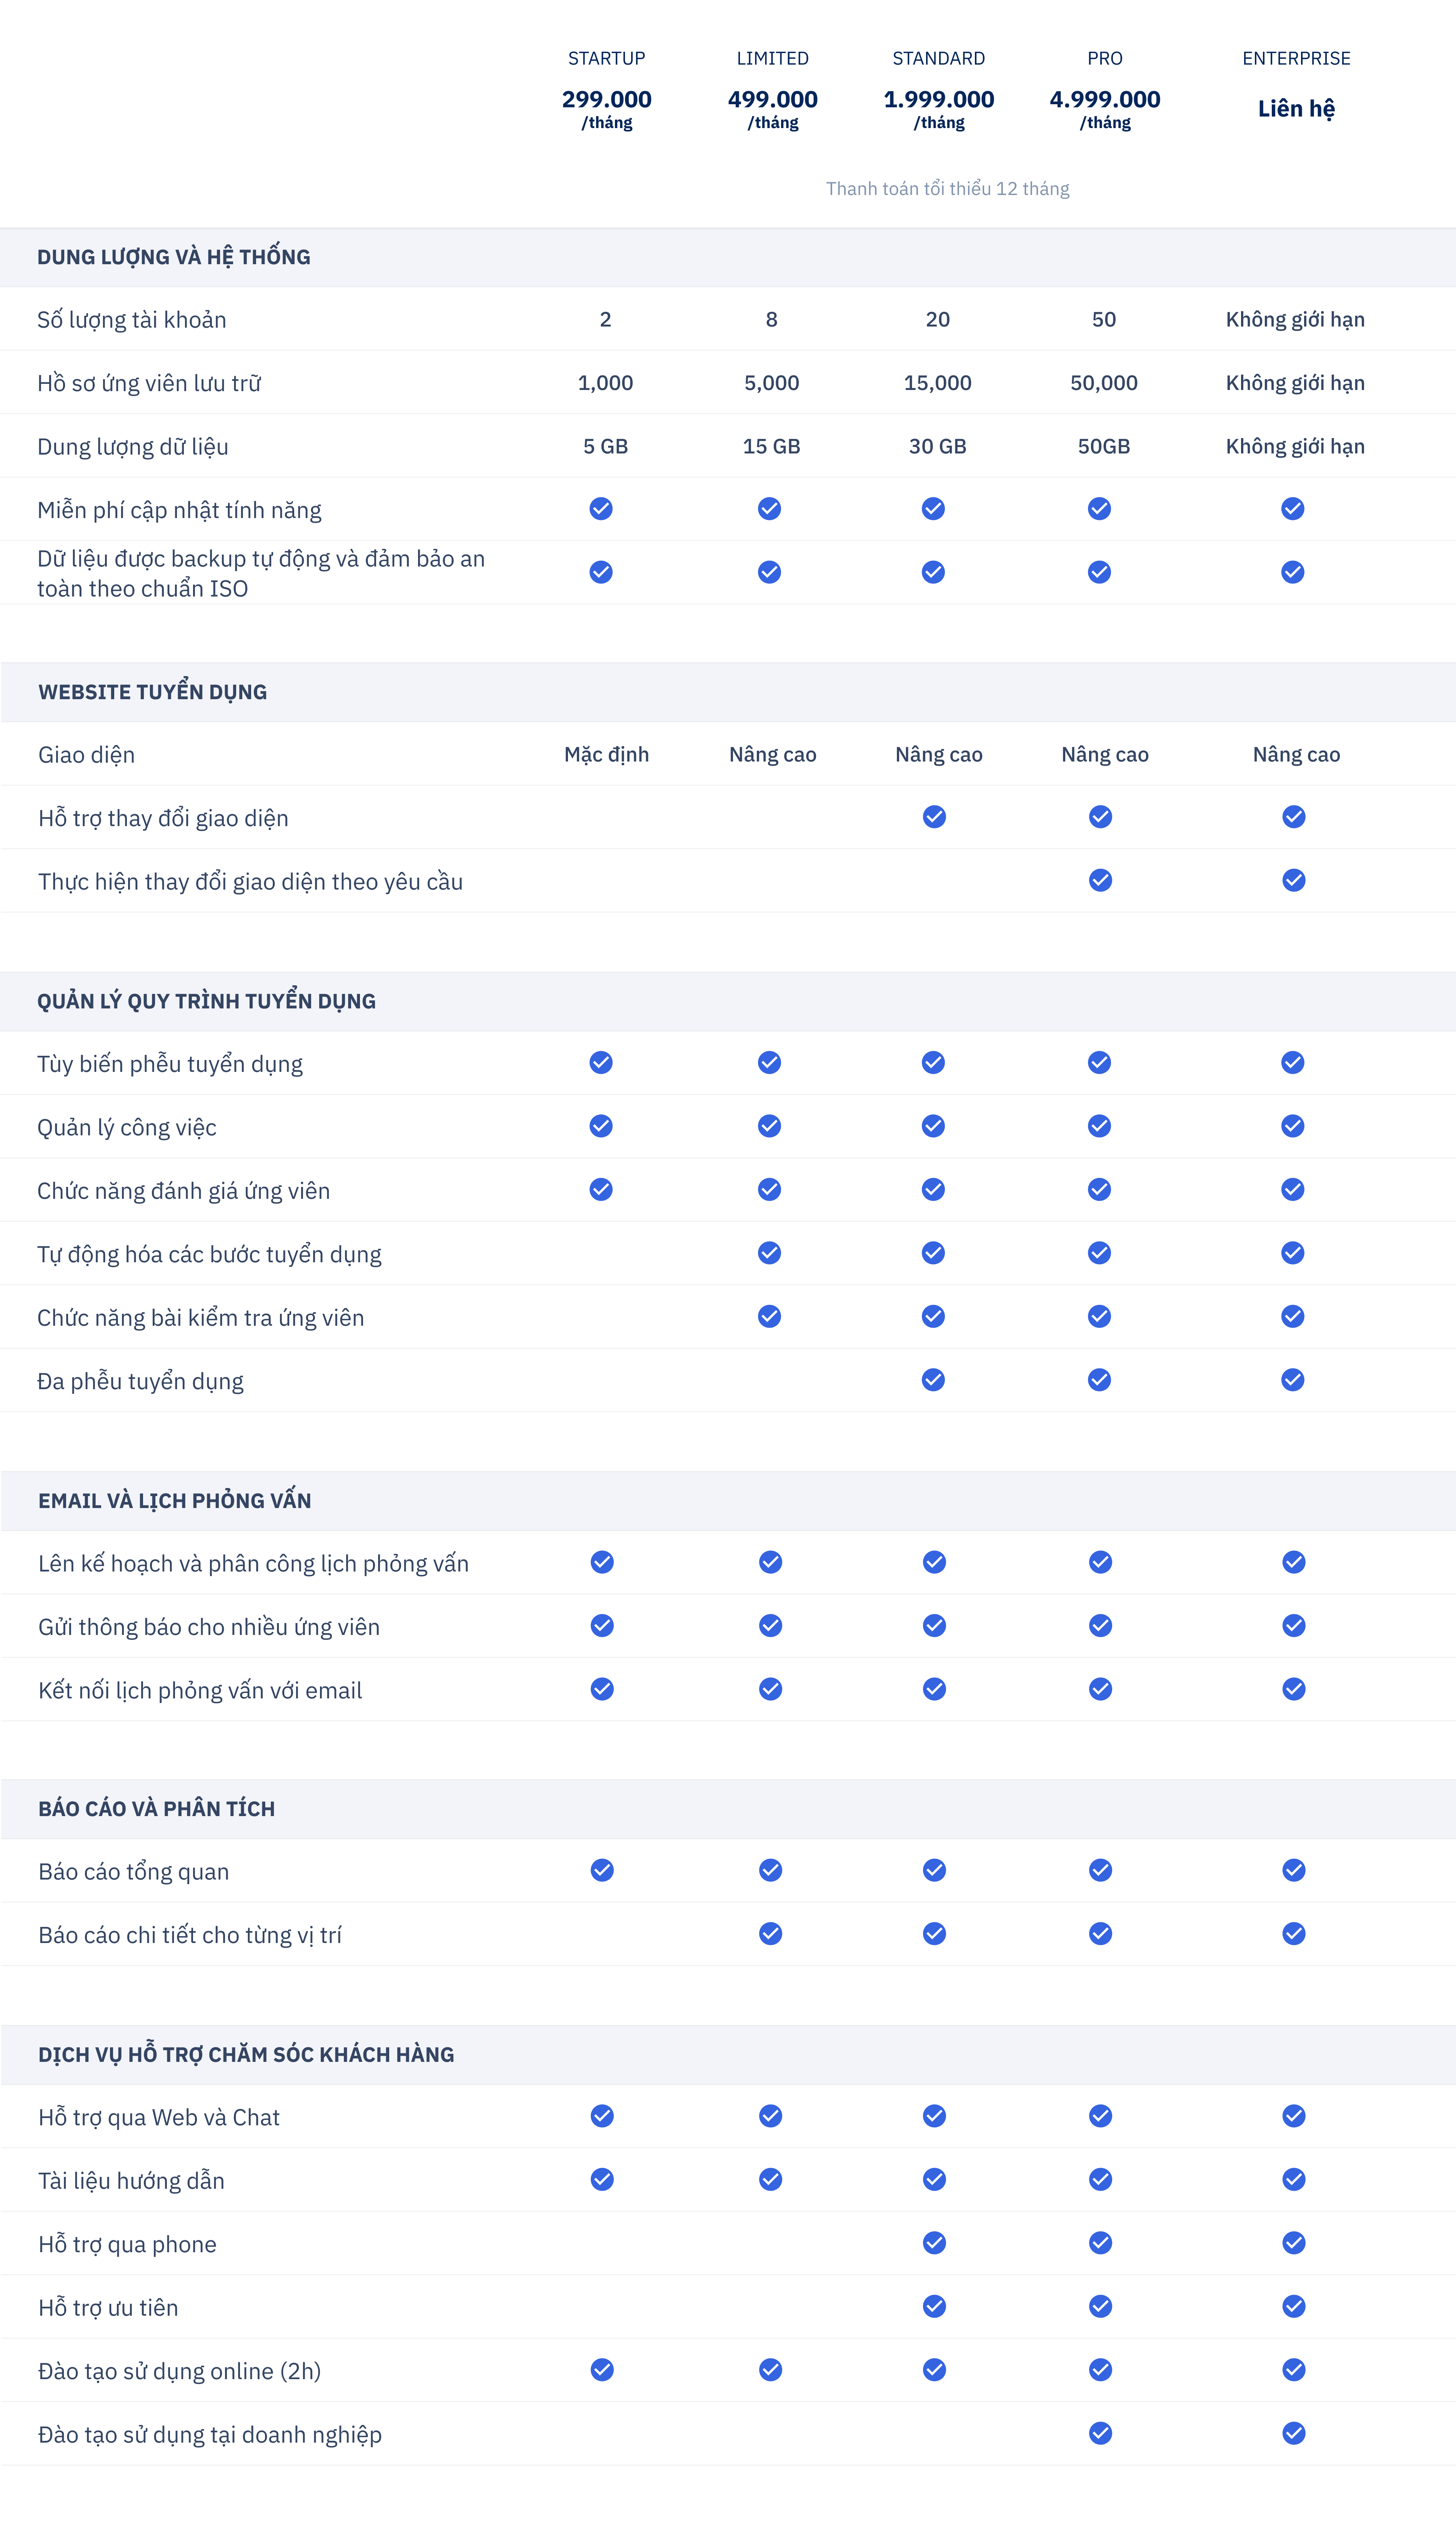 STARTUP LIMITED STANDARD PRO ENTERPRISE
299.000 499.000 1.999.000 4.999.000 Liên hệ
/tháng /tháng /tháng /tháng
Thanh toán tổi thiểu 12 tháng
DUNG LƯỢNG VÀ HỆ THỐNG
Số lượng tài khoản 2 8 20 50 Không giới hạn
Hồ sơ ứng viên lưu trữ 1,000 5,000 15,000 50,000 Không giới hạn
Dung lượng dữ liệu 5 GB 15 GB 30 GB 50GB Không giới hạn
Miễn phí cập nhật tính năng
Dữ liệu được backup tự động và đảm bảo an
toàn theo chuẩn ISO
WEBSITE TUYỂN DỤNG
Giao diện Mặc định Nâng cao Nâng cao Nâng cao Nâng cao
Hỗ trợ thay đổi giao diện
Thực hiện thay đổi giao diện theo yêu cầu
QUẢN LÝ QUY TRÌNH TUYỂN DỤNG
Tùy biến phễu tuyển dụng
Quản lý công việc
Chức năng đánh giá ứng viên
Tự động hóa các bước tuyển dụng
Chức năng bài kiểm tra ứng viên
Đa phễu tuyển dụng
EMAIL VÀ LỊCH PHỎNG VẤN
Lên kế hoạch và phân công lịch phỏng vấn
Gửi thông báo cho nhiều ứng viên
Kết nối lịch phỏng vấn với email
BÁO CÁO VÀ PHÂN TÍCH
Báo cáo tổng quan
Báo cáo chi tiết cho từng vị trí
DỊCH VỤ HỖ TRỢ CHĂM SÓC KHÁCH HÀNG
Hỗ trợ qua Web và Chat
Tài liệu hướng dẫn
Hỗ trợ qua phone
Hỗ trợ ưu tiên
Đào tạo sử dụng online (2h)
Đào tạo sử dụng tại doanh nghiệp